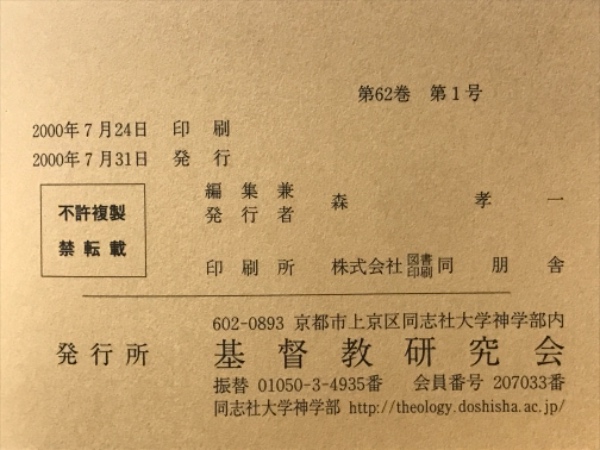 第62巻 第1号
2000年7月24日 印刷
2000年7月31日 発行
不許複製
禁転載
編集兼
発行者 森孝一
印刷所 株式会社 図書印刷 同朋舎
602-0893 京都市上京区同志社大学神学部内
発行所 基督教研究会
振替 01050-3-4935番 会員番号 207033番
同志社大学神学部 http://theology.doshisha.ac.jp/